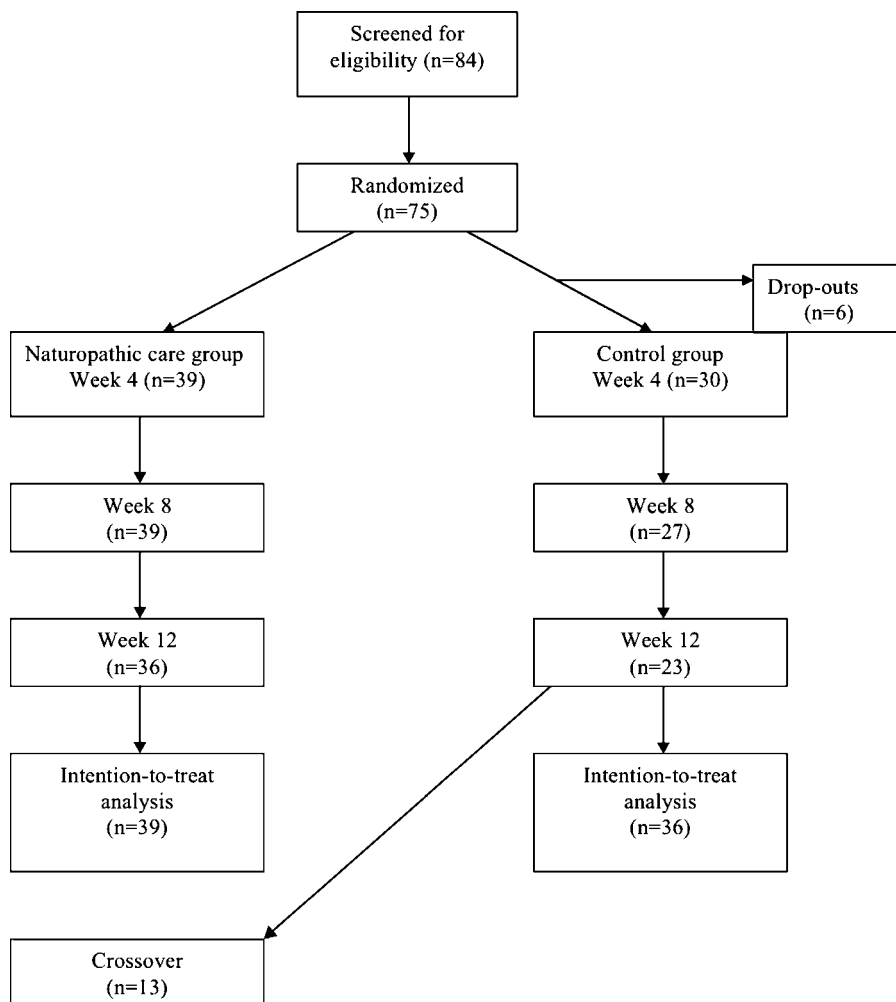 Screened for
eligibility (n=84)
Randomized
(n=75)
Drop-outs
(n=6)
Naturopathic care group
Week 4 (n=39)
Control group
Week 4 (n=30)
Week 8
(n=39)
Week 8
(n=27)
Week 12
(n=36)
Week 12
(n=23)
Intention-to-treat
analysis
(n=39)
Intention-to-treat
analysis
(n=36)
Crossover
(n=13)